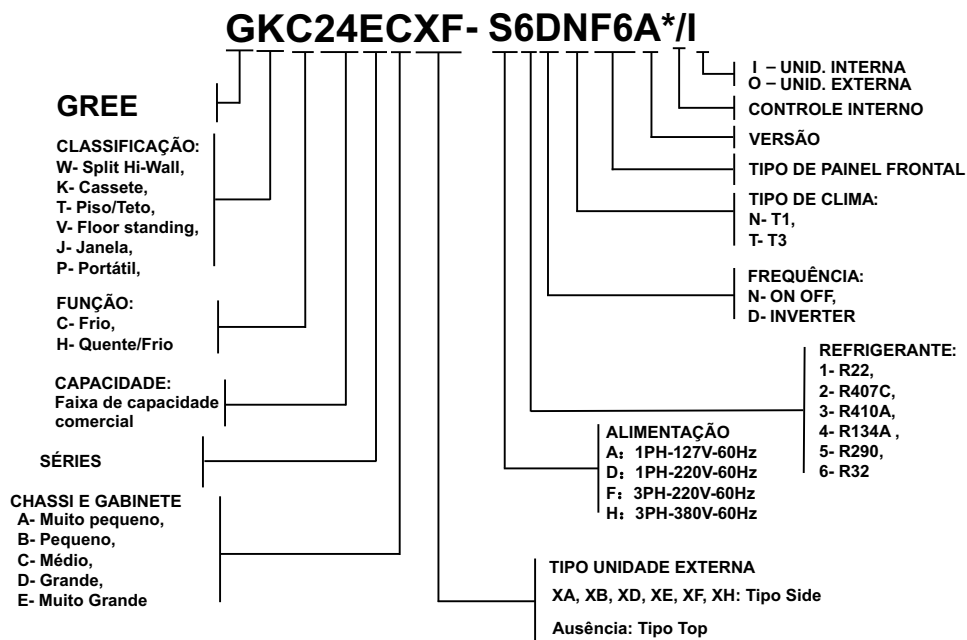 GKC24ECXF- S6DNF6A*/I
GREE
CLASSIFICAÇÃO:
W- Split Hi-Wall,
K- Cassete,
T- Piso/Teto,
V- Floor standing,
J- Janela,
P- Portátil,
FUNÇÃO:
C- Frio,
H- Quente/Frio
CAPACIDADE:
Faixa de capacidade
comercial
SÉRIES
CHASSI E GABINETE
A- Muito pequeno,
B- Pequeno,
C- Médio,
D- Grande,
E- Muito Grande
I – UNID. INTERNA
O – UNID. EXTERNA
CONTROLE INTERNO
VERSÃO
TIPO DE PAINEL FRONTAL
TIPO DE CLIMA:
N- T1,
T- T3
FREQUÊNCIA:
N- ON OFF,
D- INVERTER
REFRIGERANTE:
1- R22,
2- R407C,
3- R410A,
4- R134A ,
5- R290,
6- R32
ALIMENTAÇÃO
A: 1PH-127V-60Hz
D: 1PH-220V-60Hz
F: 3PH-220V-60Hz
H: 3PH-380V-60Hz
TIPO UNIDADE EXTERNA
XA, XB, XD, XE, XF, XH: Tipo Side
Ausência: Tipo Top